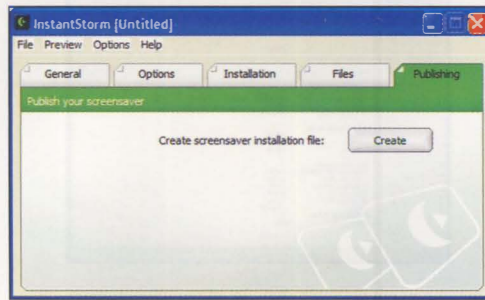 InstantStorm [Untitled]
File Preview Options Help
General Options Installation Files Publishing
Publish your screensaver
Create screensaver installation file: Create